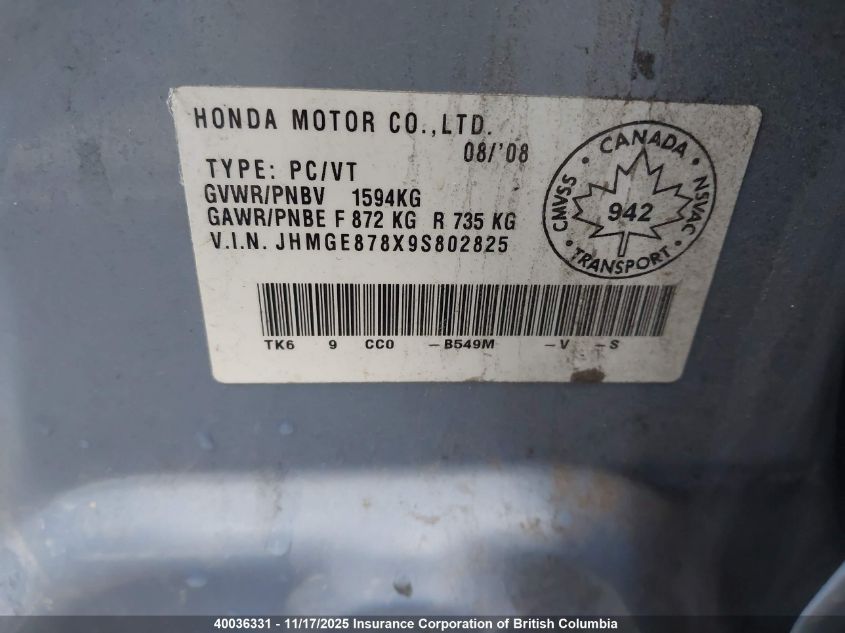 HONDA MOTOR CO.,LTD.
08/'08
TYPE: PC/VT
GVWR/PNBV 1594KG
GAWR/PNBE F 872 KG R 735 KG
V.I.N. JHMGE878X9S802825
CMVSS • CANADA • NSVAC
942
• TRANSPORT •
TK6 9 CC0 -B549M -V -S
40036331 - 11/17/2025 Insurance Corporation of British Columbia